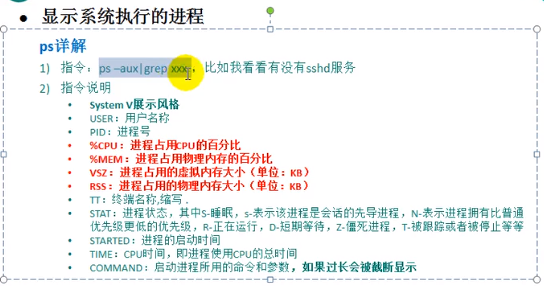 • 显示系统执行的进程
ps详解
1) 指令：ps –aux|grep xxx，比如我看看有没有sshd服务
2) 指令说明
• System V展示风格
• USER：用户名称
• PID：进程号
• %CPU：进程占用CPU的百分比
• %MEM：进程占用物理内存的百分比
• VSZ：进程占用的虚拟内存大小（单位：KB）
• RSS：进程占用的物理内存大小（单位：KB）
• TT：终端名称,缩写 .
• STAT：进程状态，其中S-睡眠，s-表示该进程是会话的先导进程，N-表示进程拥有比普通
优先级更低的优先级，R-正在运行，D-短期等待，Z-僵死进程，T-被跟踪或者被停止等等
• STARTED：进程的启动时间
• TIME：CPU时间，即进程使用CPU的总时间
• COMMAND：启动进程所用的命令和参数，如果过长会被截断显示